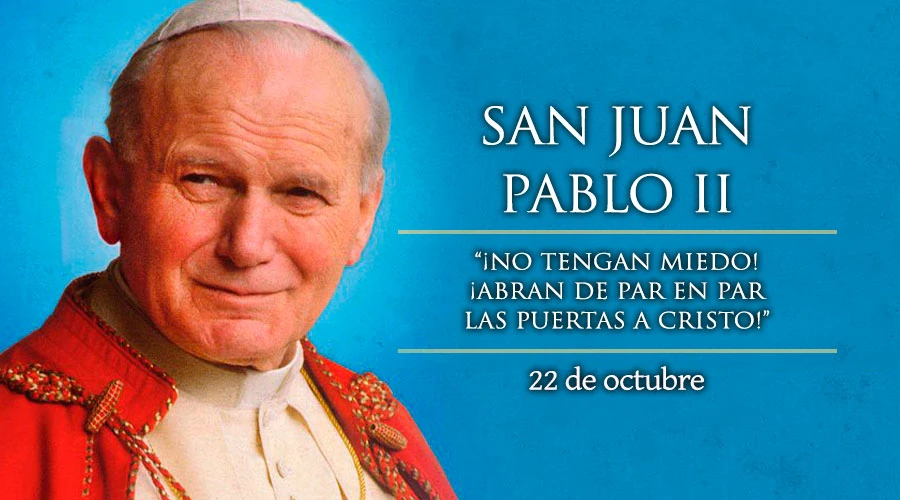 SAN JUAN
PABLO II
“¡NO TENGAN MIEDO!
¡ABRAN DE PAR EN PAR
LAS PUERTAS A CRISTO!”
22 de octubre